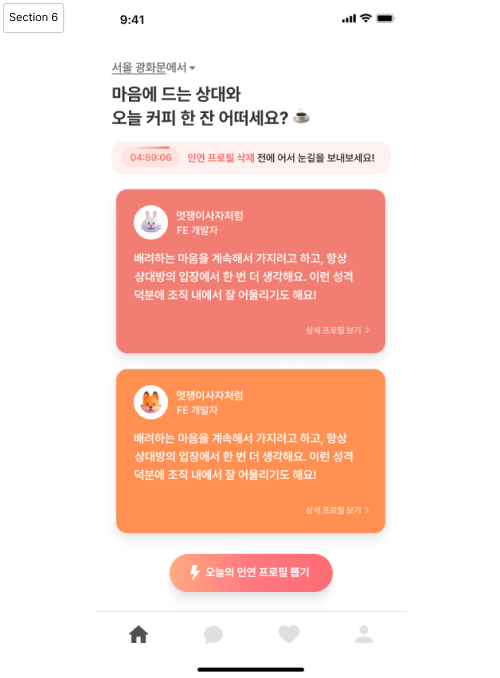 Section 6
9:41
서울 광화문에서
마음에 드는 상대와
오늘 커피 한 잔 어떠세요? ☕
04:59:06 인연 프로필 삭제 전에 어서 눈길을 보내보세요!
멋쟁이사자처럼
FE 개발자
배려하는 마음을 계속해서 가지려고 하고, 항상
상대방의 입장에서 한 번 더 생각해요. 이런 성격
덕분에 조직 내에서 잘 어울리기도 해요!
상세 프로필 보기 >
멋쟁이사자처럼
FE 개발자
배려하는 마음을 계속해서 가지려고 하고, 항상
상대방의 입장에서 한 번 더 생각해요. 이런 성격
덕분에 조직 내에서 잘 어울리기도 해요!
상세 프로필 보기 >
오늘의 인연 프로필 뽑기